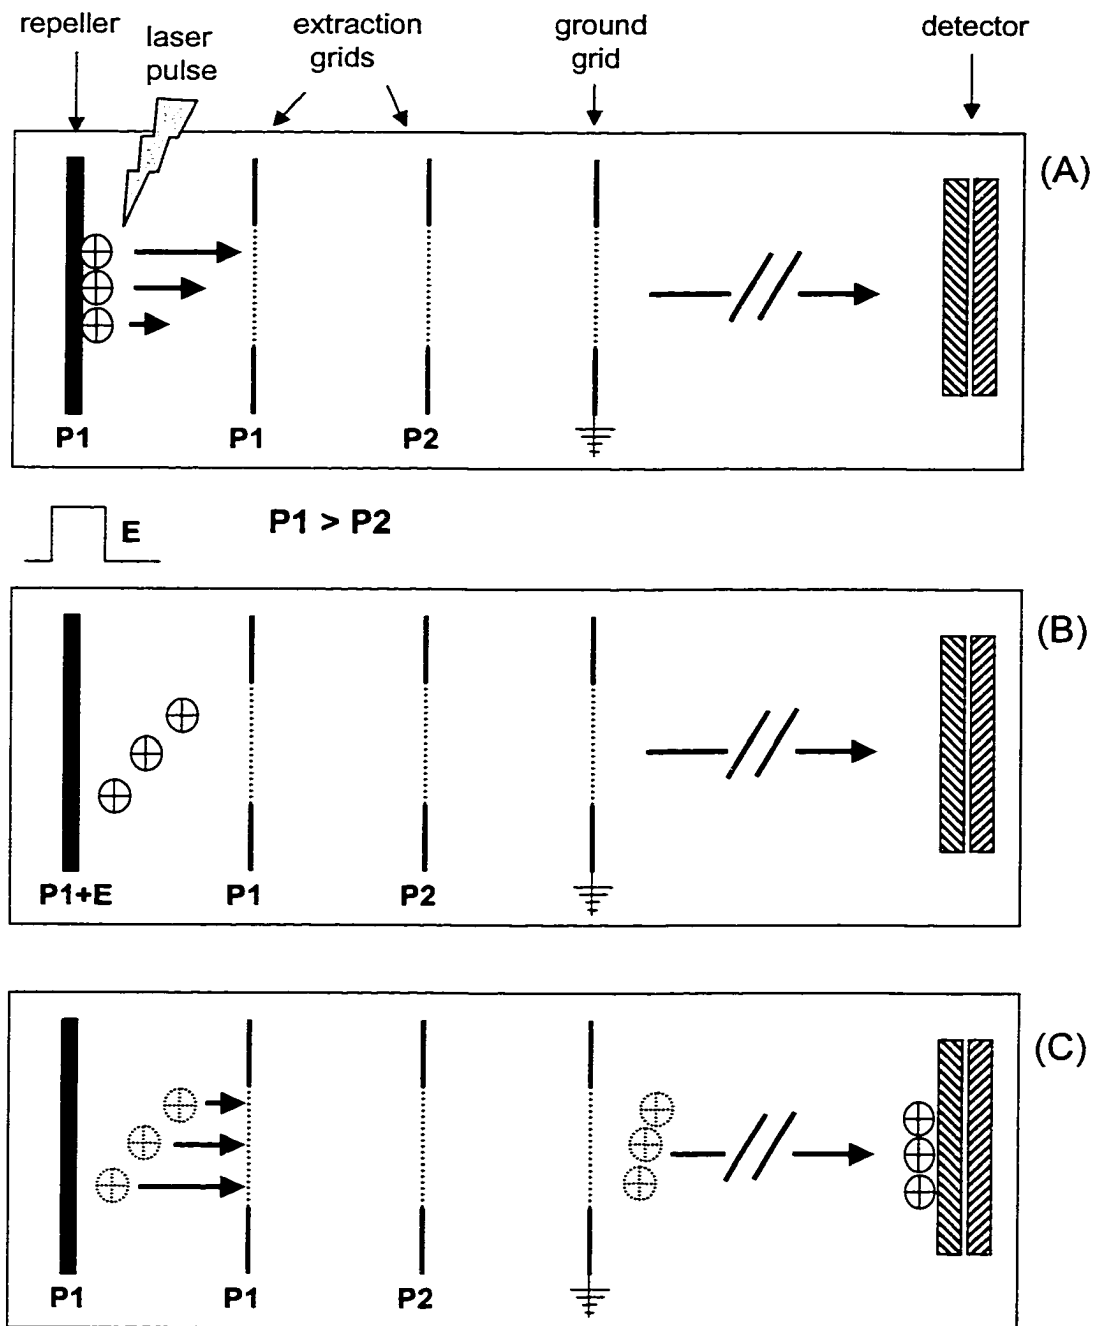 repeller
laser
pulse
extraction
grids
ground
grid
detector
(A)
P1
P1
P2
E
P1 > P2
(B)
P1+E
P1
P2
(C)
P1
P1
P2